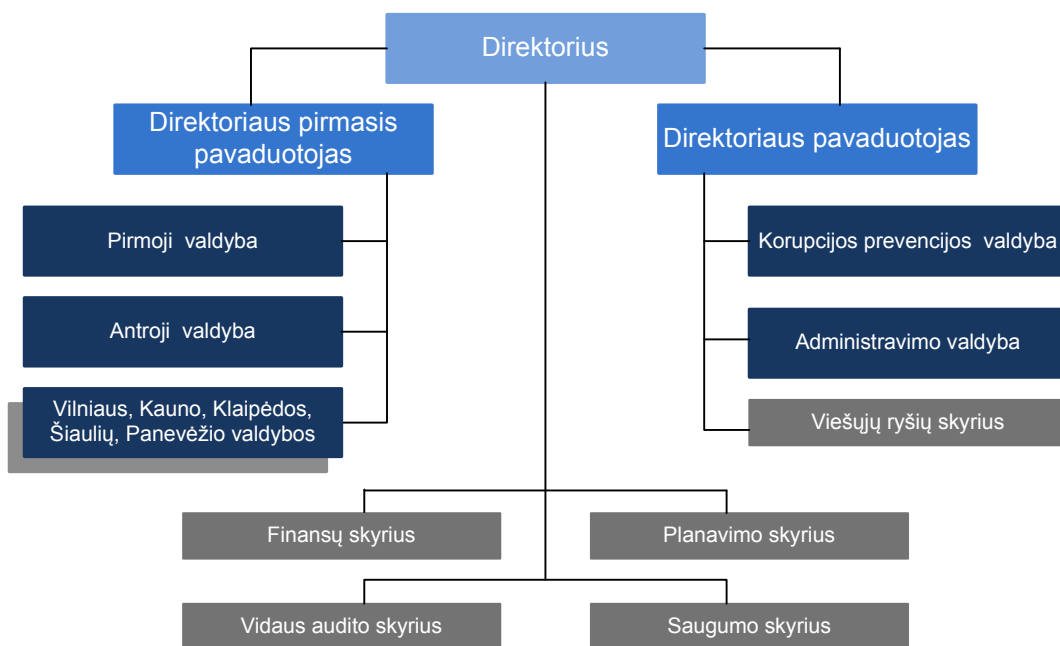 Direktorius
Direktoriaus pirmasis
pavaduotojas
Direktoriaus pavaduotojas
Pirmoji valdyba
Korupcijos prevencijos valdyba
Antroji valdyba
Administravimo valdyba
Vilniaus, Kauno, Klaipėdos,
Šiaulių, Panevėžio valdybos
Viešųjų ryšių skyrius
Finansų skyrius
Planavimo skyrius
Vidaus audito skyrius
Saugumo skyrius